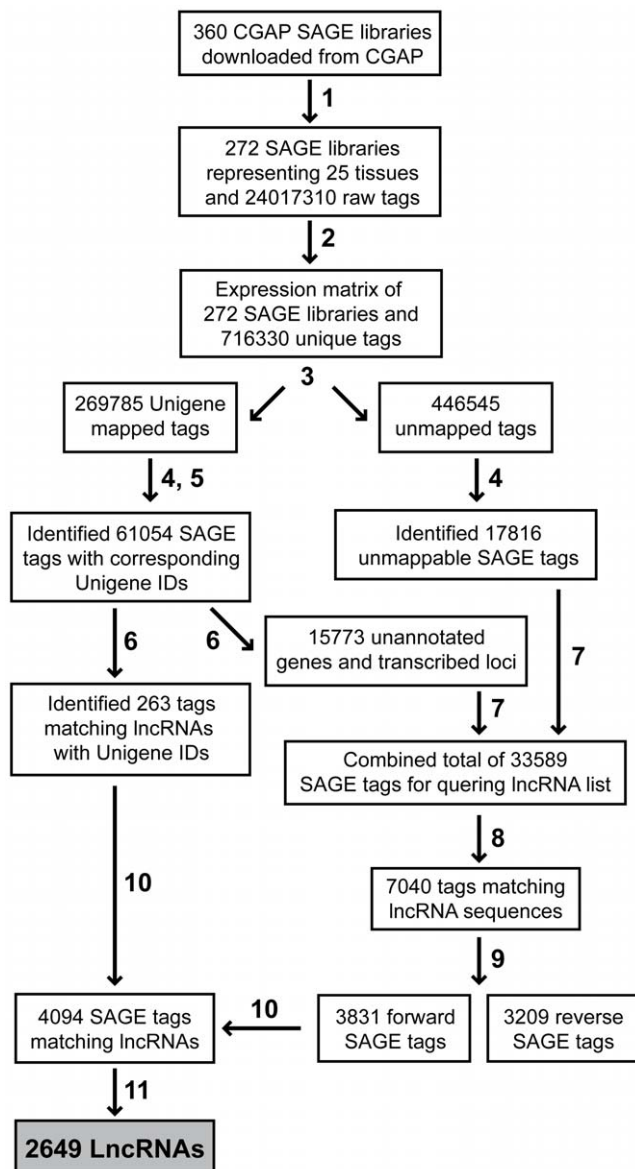 360 CGAP SAGE libraries
downloaded from CGAP
1
272 SAGE libraries
representing 25 tissues
and 24017310 raw tags
2
Expression matrix of
272 SAGE libraries and
716330 unique tags
3
269785 Unigene
mapped tags
446545
unmapped tags
4, 5
4
Identified 61054 SAGE
tags with corresponding
Unigene IDs
Identified 17816
unmappable SAGE tags
6
6
15773 unannotated
genes and transcribed loci
7
7
Identified 263 tags
matching lncRNAs
with Unigene IDs
Combined total of 33589
SAGE tags for quering lncRNA list
8
10
7040 tags matching
lncRNA sequences
9
4094 SAGE tags
matching lncRNAs
10
3831 forward
SAGE tags
3209 reverse
SAGE tags
11
2649 LncRNAs